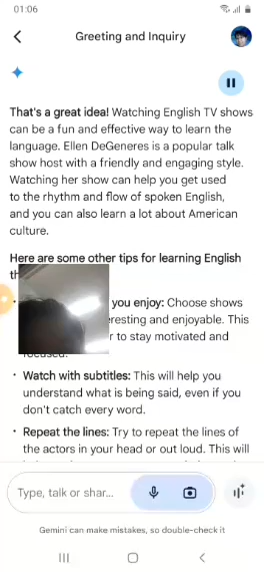 01:06
Greeting and Inquiry
That's a great idea! Watching English TV shows
can be a fun and effective way to learn the
language. Ellen DeGeneres is a popular talk
show host with a friendly and engaging style.
Watching her show can help you get used
to the rhythm and flow of spoken English,
and you can also learn a lot about American
culture.
Here are some other tips for learning English
you enjoy: Choose shows
and enjoyable. This
to stay motivated and
• Watch with subtitles: This will help you
understand what is being said, even if you
don't catch every word.
• Repeat the lines: Try to repeat the lines of
the actors in your head or out loud. This will
Type, talk or shar...
Gemini can make mistakes, so double-check it